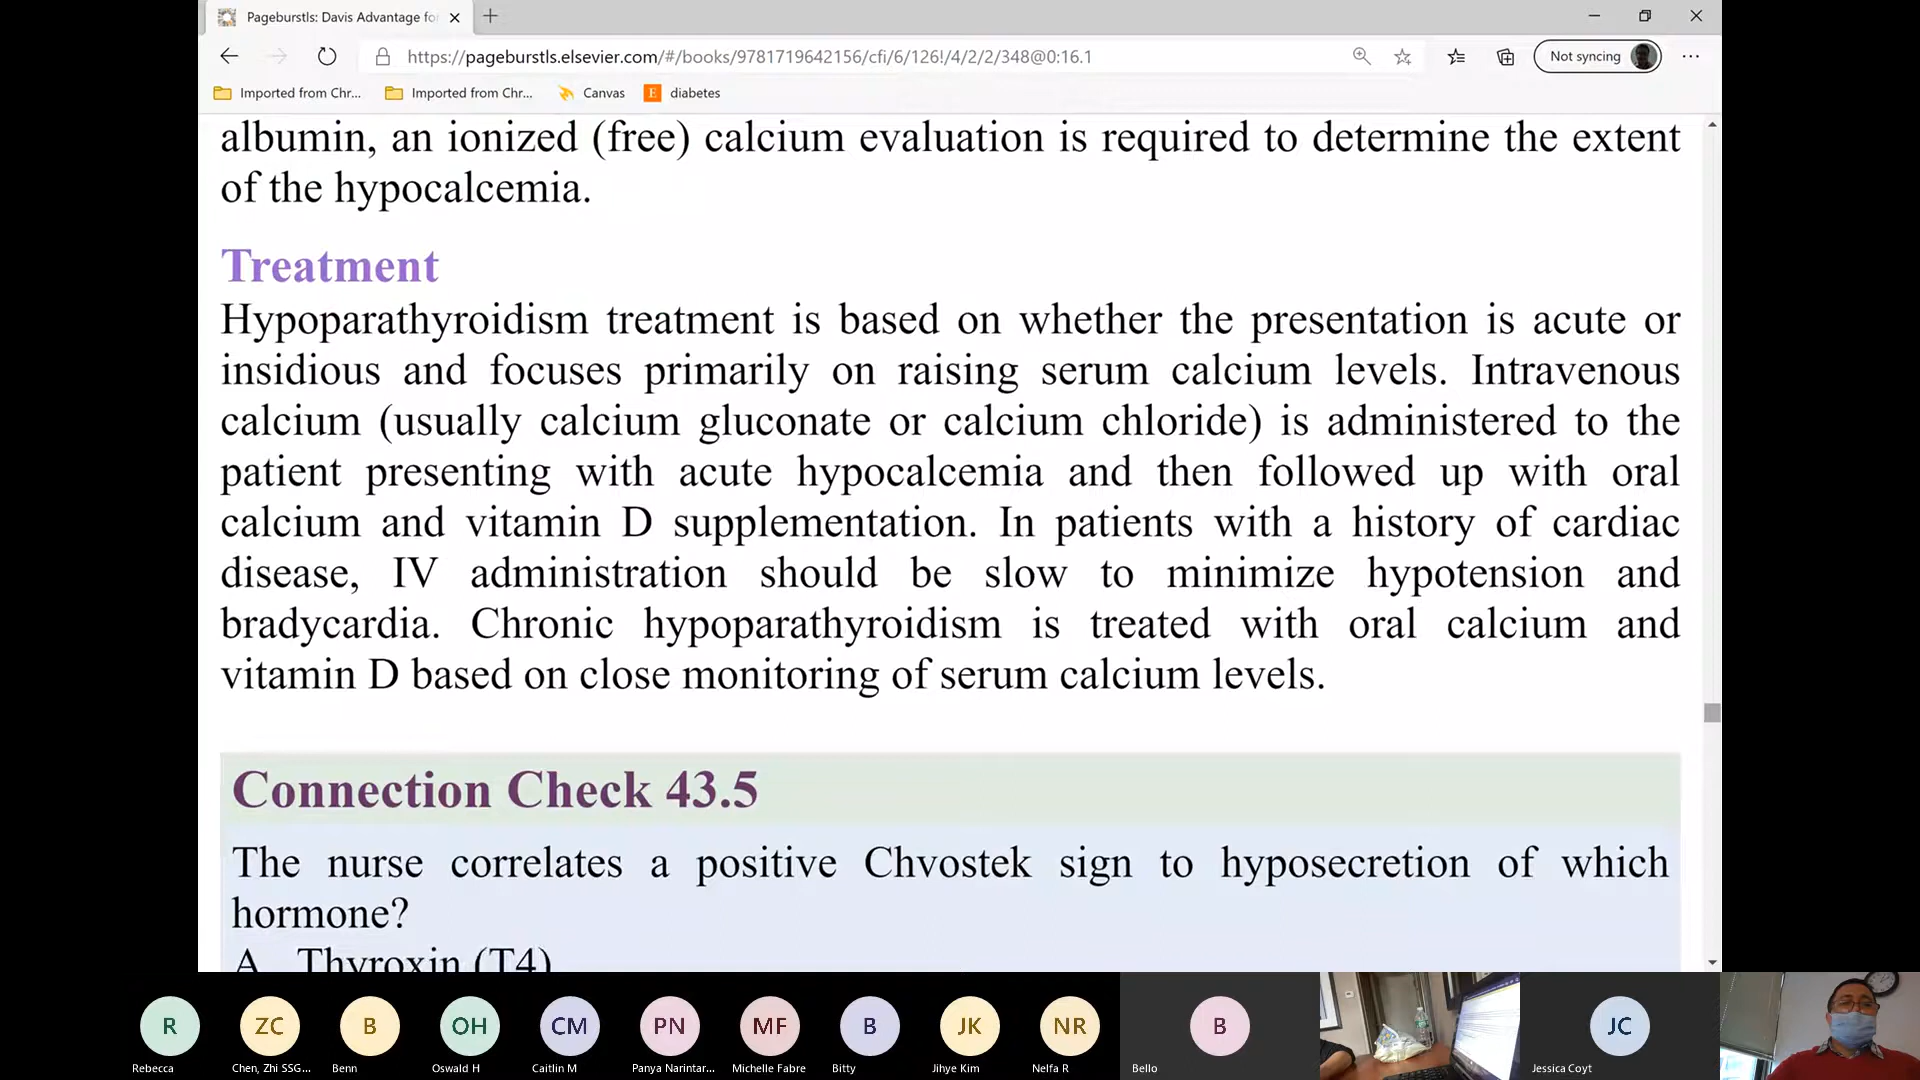 Pageburstls: Davis Advantage fo
https://pageburstls.elsevier.com/#/books/9781719642156/cfi/6/126!/4/2/2/348@0:16.1
Not syncing
Imported from Chr...
Imported from Chr...
Canvas
E
diabetes
albumin, an ionized (free) calcium evaluation is required to determine the extent
of the hypocalcemia.
Treatment
Hypoparathyroidism treatment is based on whether the presentation is acute or
insidious and focuses primarily on raising serum calcium levels. Intravenous
calcium (usually calcium gluconate or calcium chloride) is administered to the
patient presenting with acute hypocalcemia and then followed up with oral
calcium and vitamin D supplementation. In patients with a history of cardiac
disease, IV administration should be slow to minimize hypotension and
bradycardia. Chronic hypoparathyroidism is treated with oral calcium and
vitamin D based on close monitoring of serum calcium levels.
Connection Check 43.5
The nurse correlates a positive Chvostek sign to hyposecretion of which
hormone?
A. Thyroxin (T4)
R
ZC
B
OH
CM
PN
MF
B
JK
NR
B
JC
Rebecca
Chen, Zhi SSG...
Benn
Oswald H
Caitlin M
Panya Narintar...
Michelle Fabre
Bitty
Jihye Kim
Nelfa R
Bello
Jessica Coyt